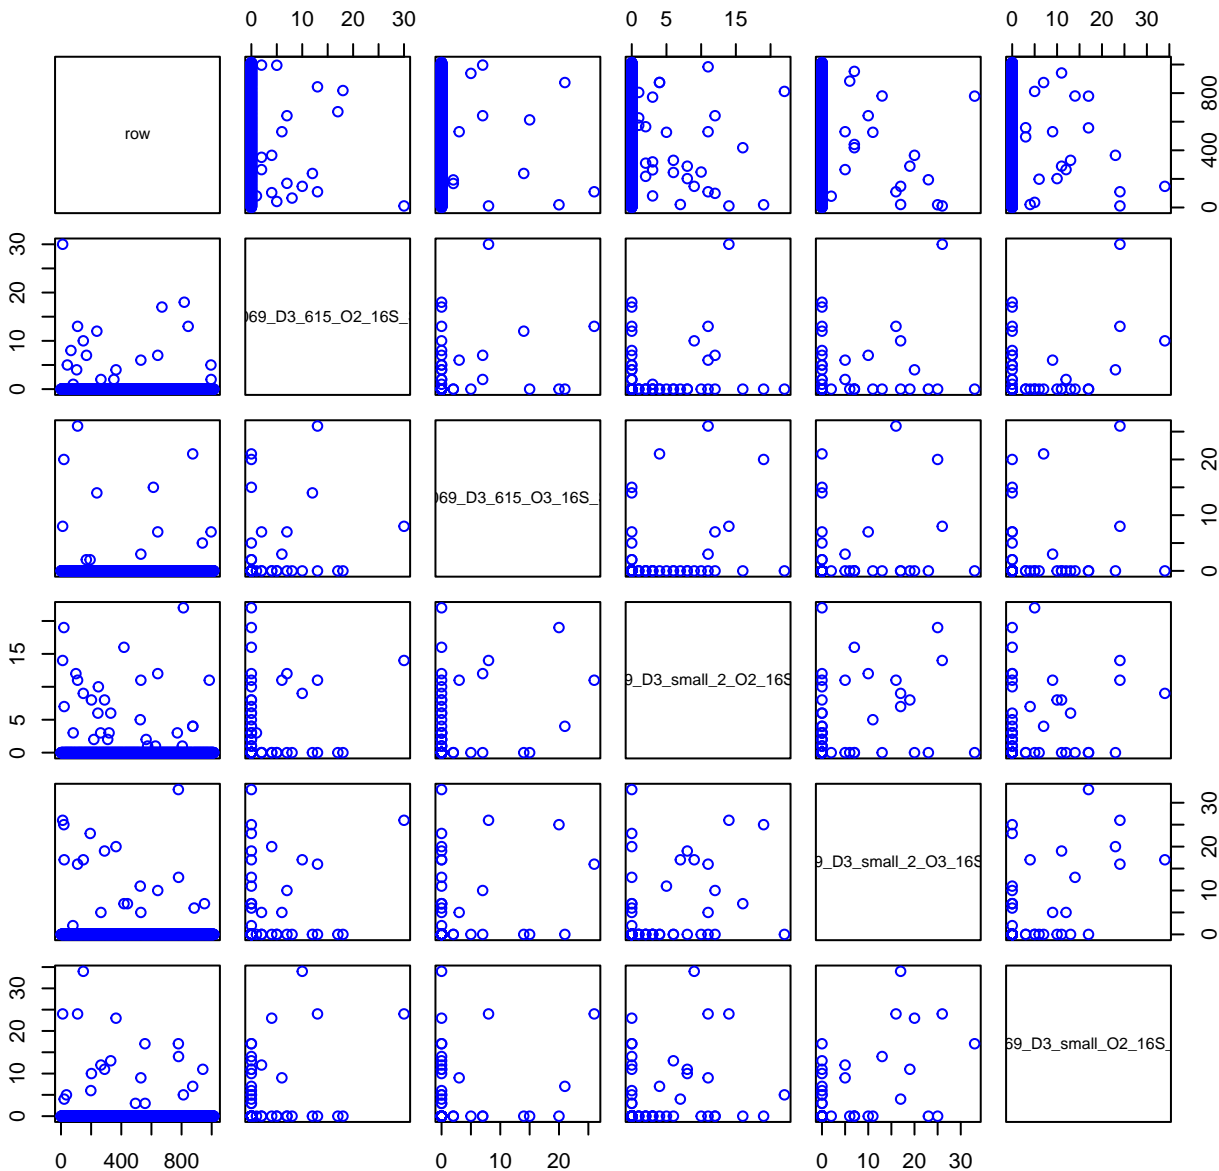 0 10 30 0 5 15 0 10 20 30
row
0 400 800
0 10 20 30
069_D3_615_O2_16S_
069_D3_615_O3_16S_
0 10 20
0 5 15
9_D3_small_2_O2_16S
9_D3_small_2_O3_16S
0 10 20 30
0 10 20 30
69_D3_small_O2_16S_
0 400 800 0 10 20 0 10 20 30